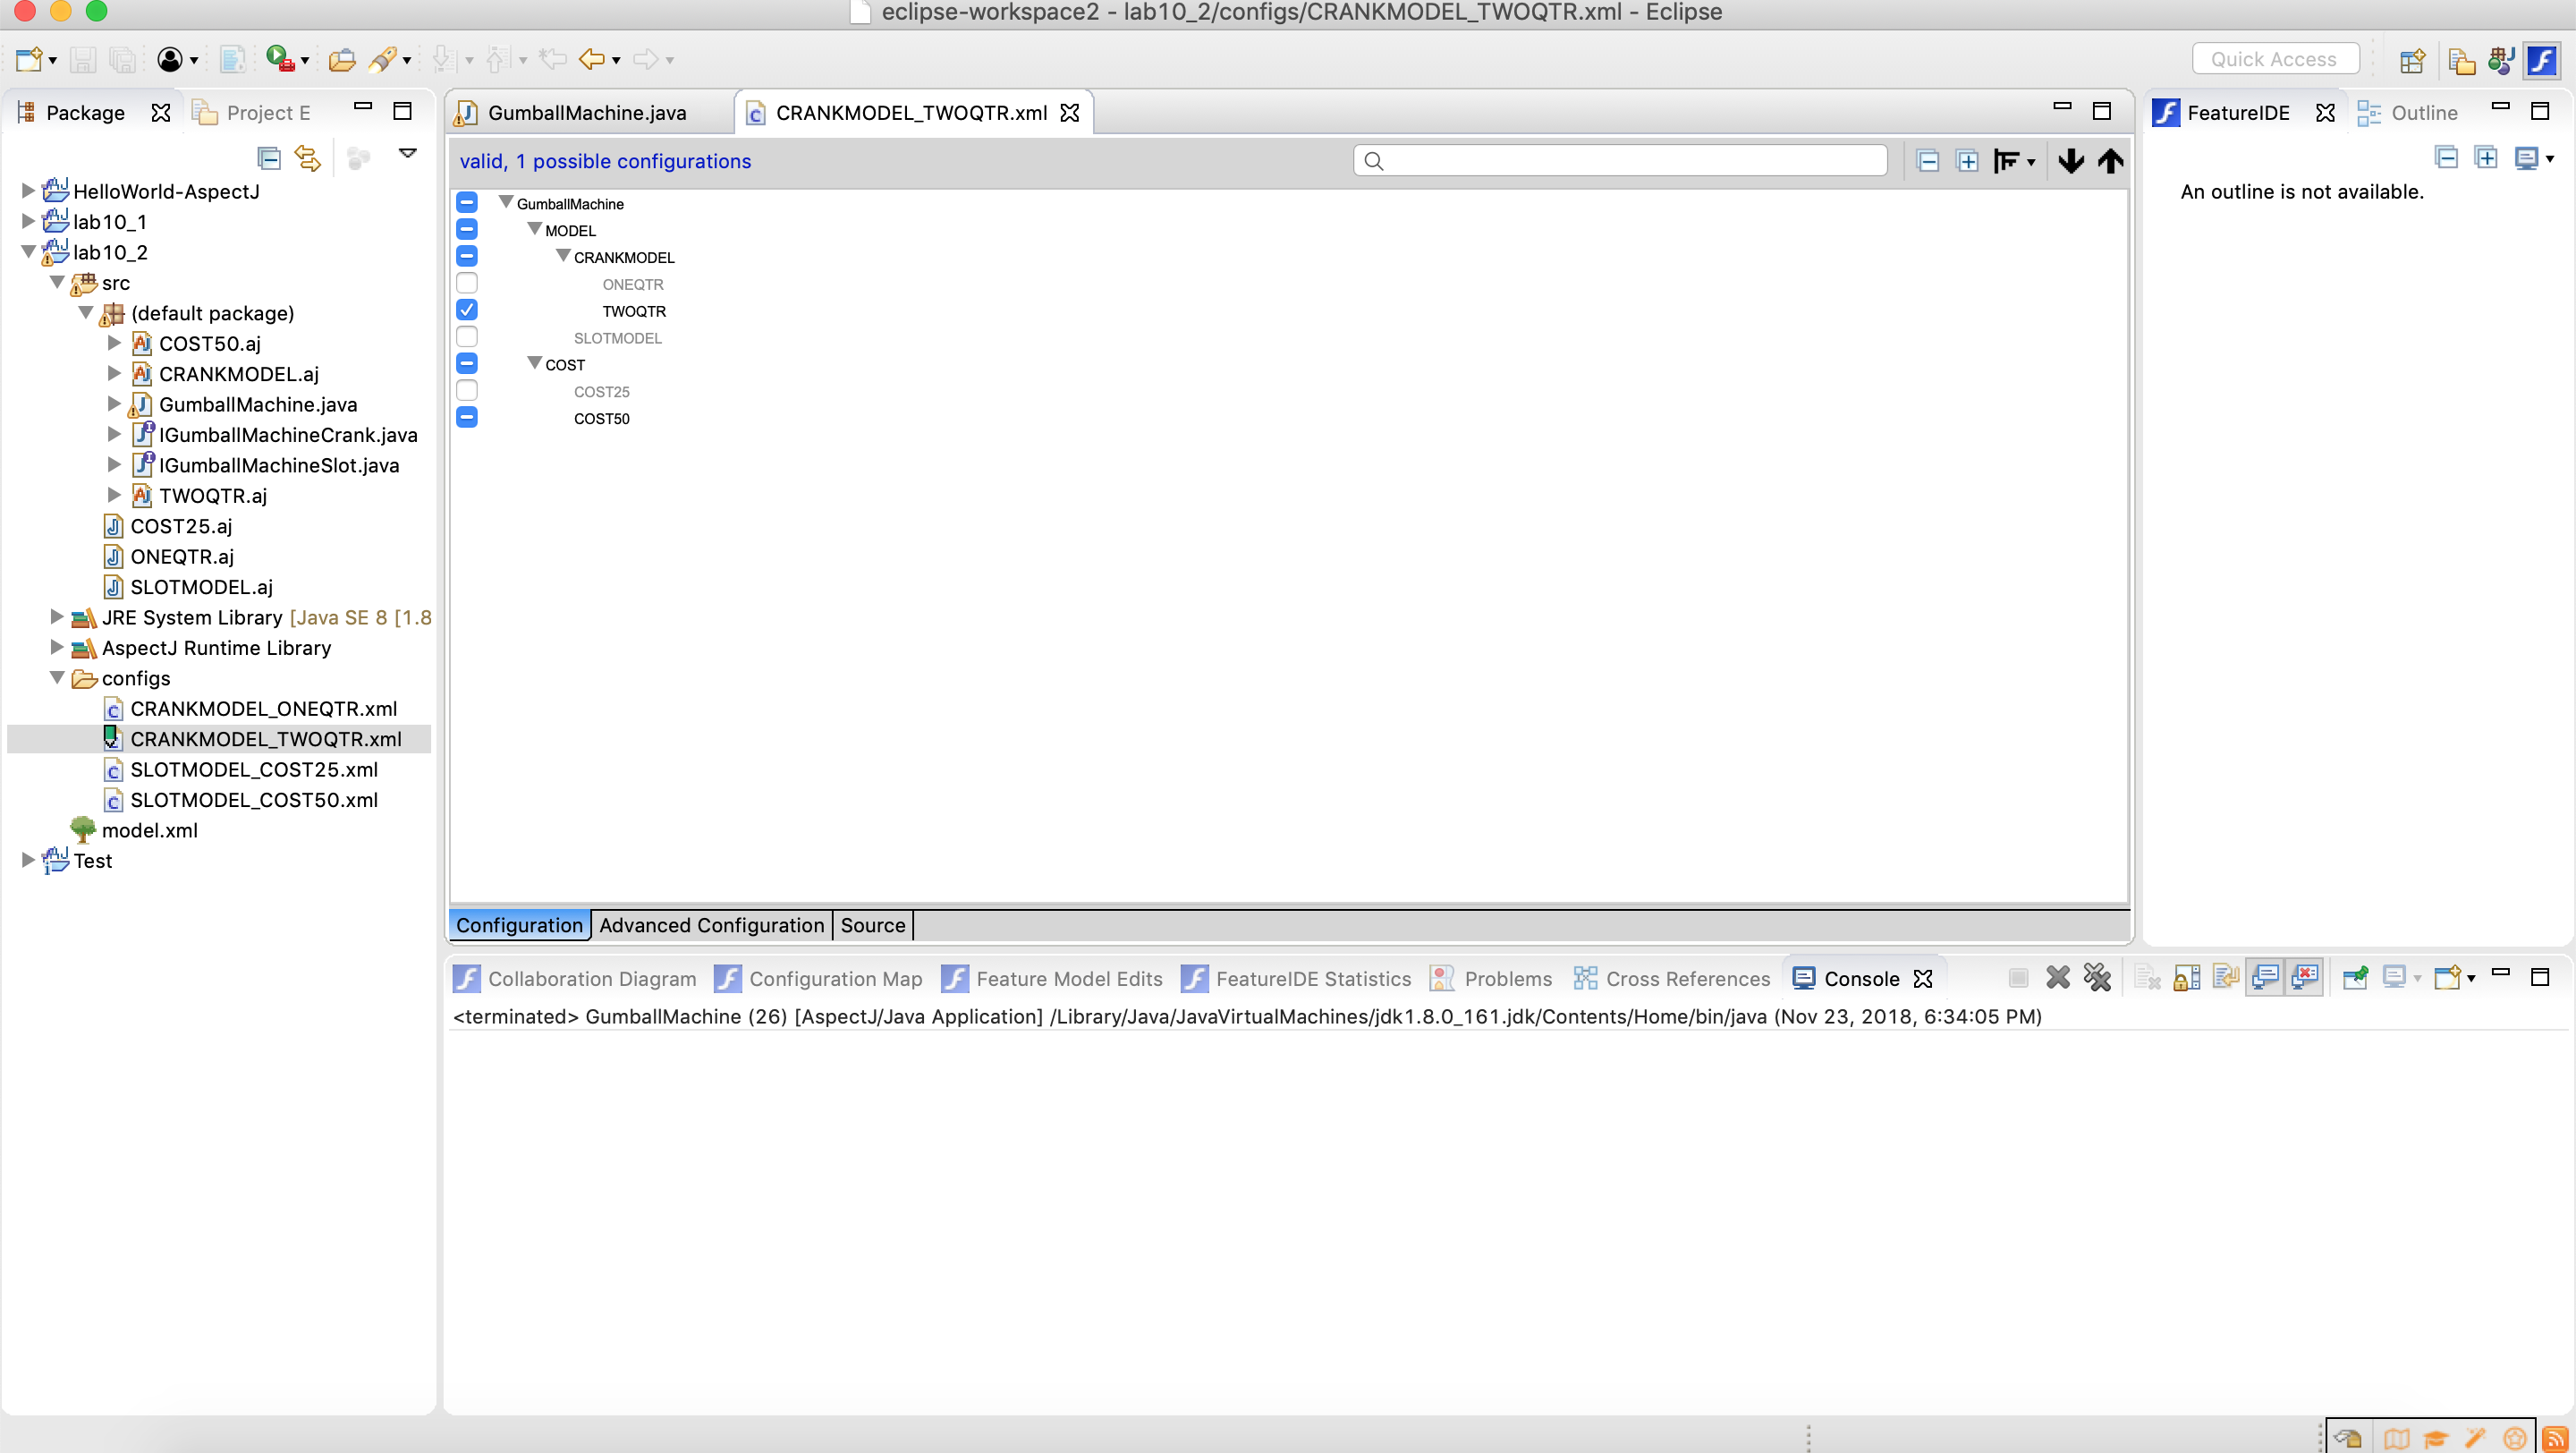 eclipse-workspace2 - lab10_2/configs/CRANKMODEL_TWOQTR.xml - Eclipse
Quick Access
Package
Project E
HelloWorld-AspectJ
lab10_1
lab10_2
src
(default package)
COST50.aj
CRANKMODEL.aj
GumballMachine.java
IGumballMachineCrank.java
IGumballMachineSlot.java
TWOQTR.aj
COST25.aj
ONEQTR.aj
SLOTMODEL.aj
JRE System Library [Java SE 8 [1.8
AspectJ Runtime Library
configs
CRANKMODEL_ONEQTR.xml
CRANKMODEL_TWOQTR.xml
SLOTMODEL_COST25.xml
SLOTMODEL_COST50.xml
model.xml
Test
GumballMachine.java
CRANKMODEL_TWOQTR.xml
valid, 1 possible configurations
GumballMachine
MODEL
CRANKMODEL
ONEQTR
TWOQTR
SLOTMODEL
COST
COST25
COST50
Configuration
Advanced Configuration
Source
FeatureIDE
Outline
An outline is not available.
Collaboration Diagram
Configuration Map
Feature Model Edits
FeatureIDE Statistics
Problems
Cross References
Console
<terminated> GumballMachine (26) [AspectJ/Java Application] /Library/Java/JavaVirtualMachines/jdk1.8.0_161.jdk/Contents/Home/bin/java (Nov 23, 2018, 6:34:05 PM)